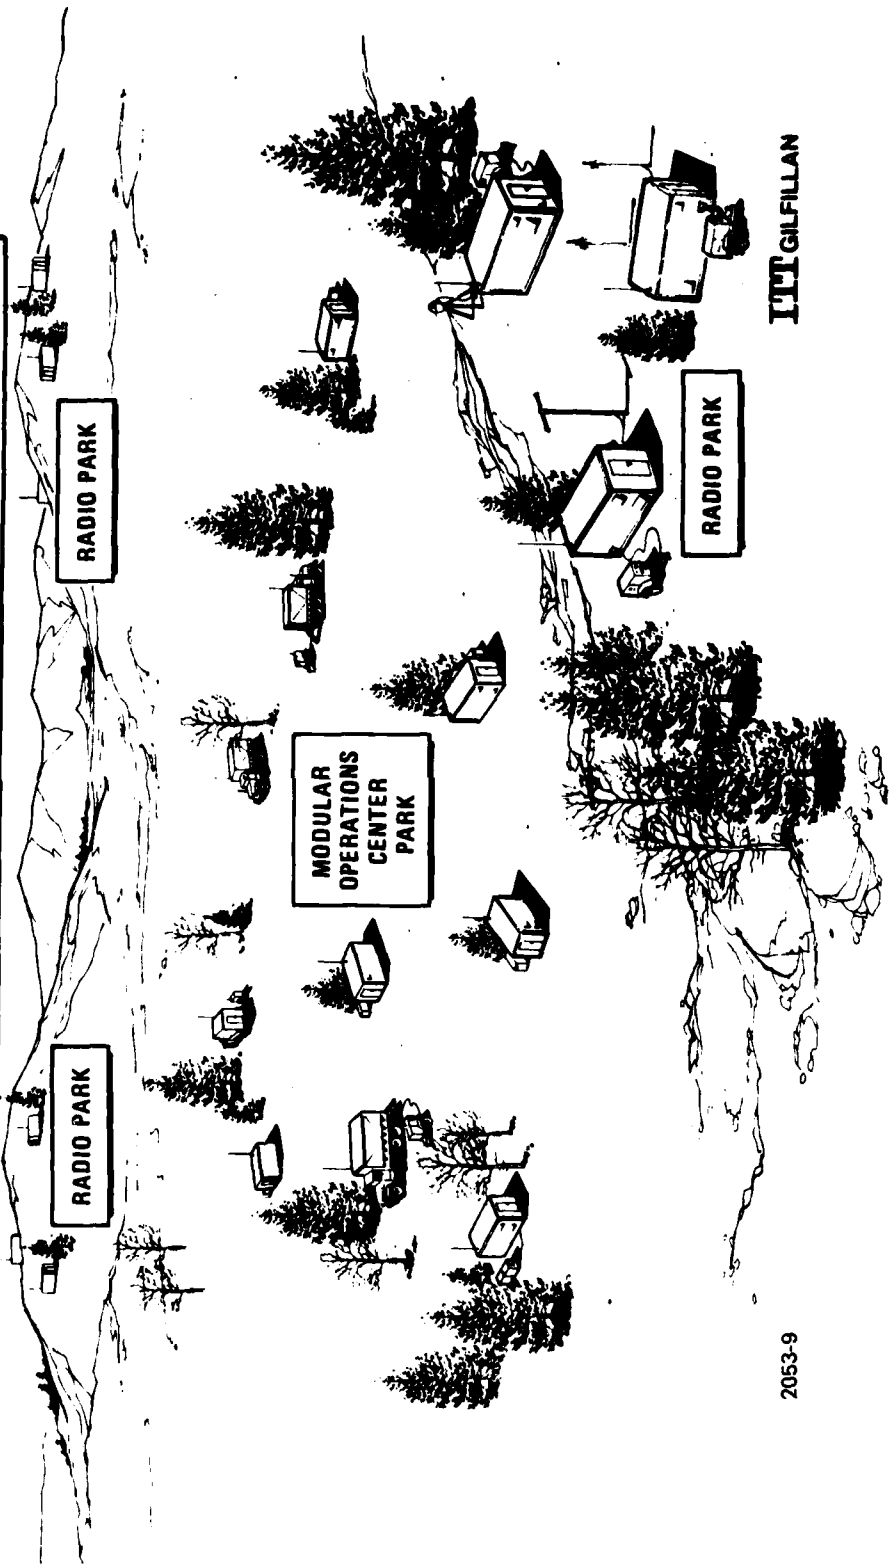 RADIO PARK
RADIO PARK
MODULAR
OPERATIONS
CENTER
PARK
RADIO PARK
2053-9
ITT GILFILLAN